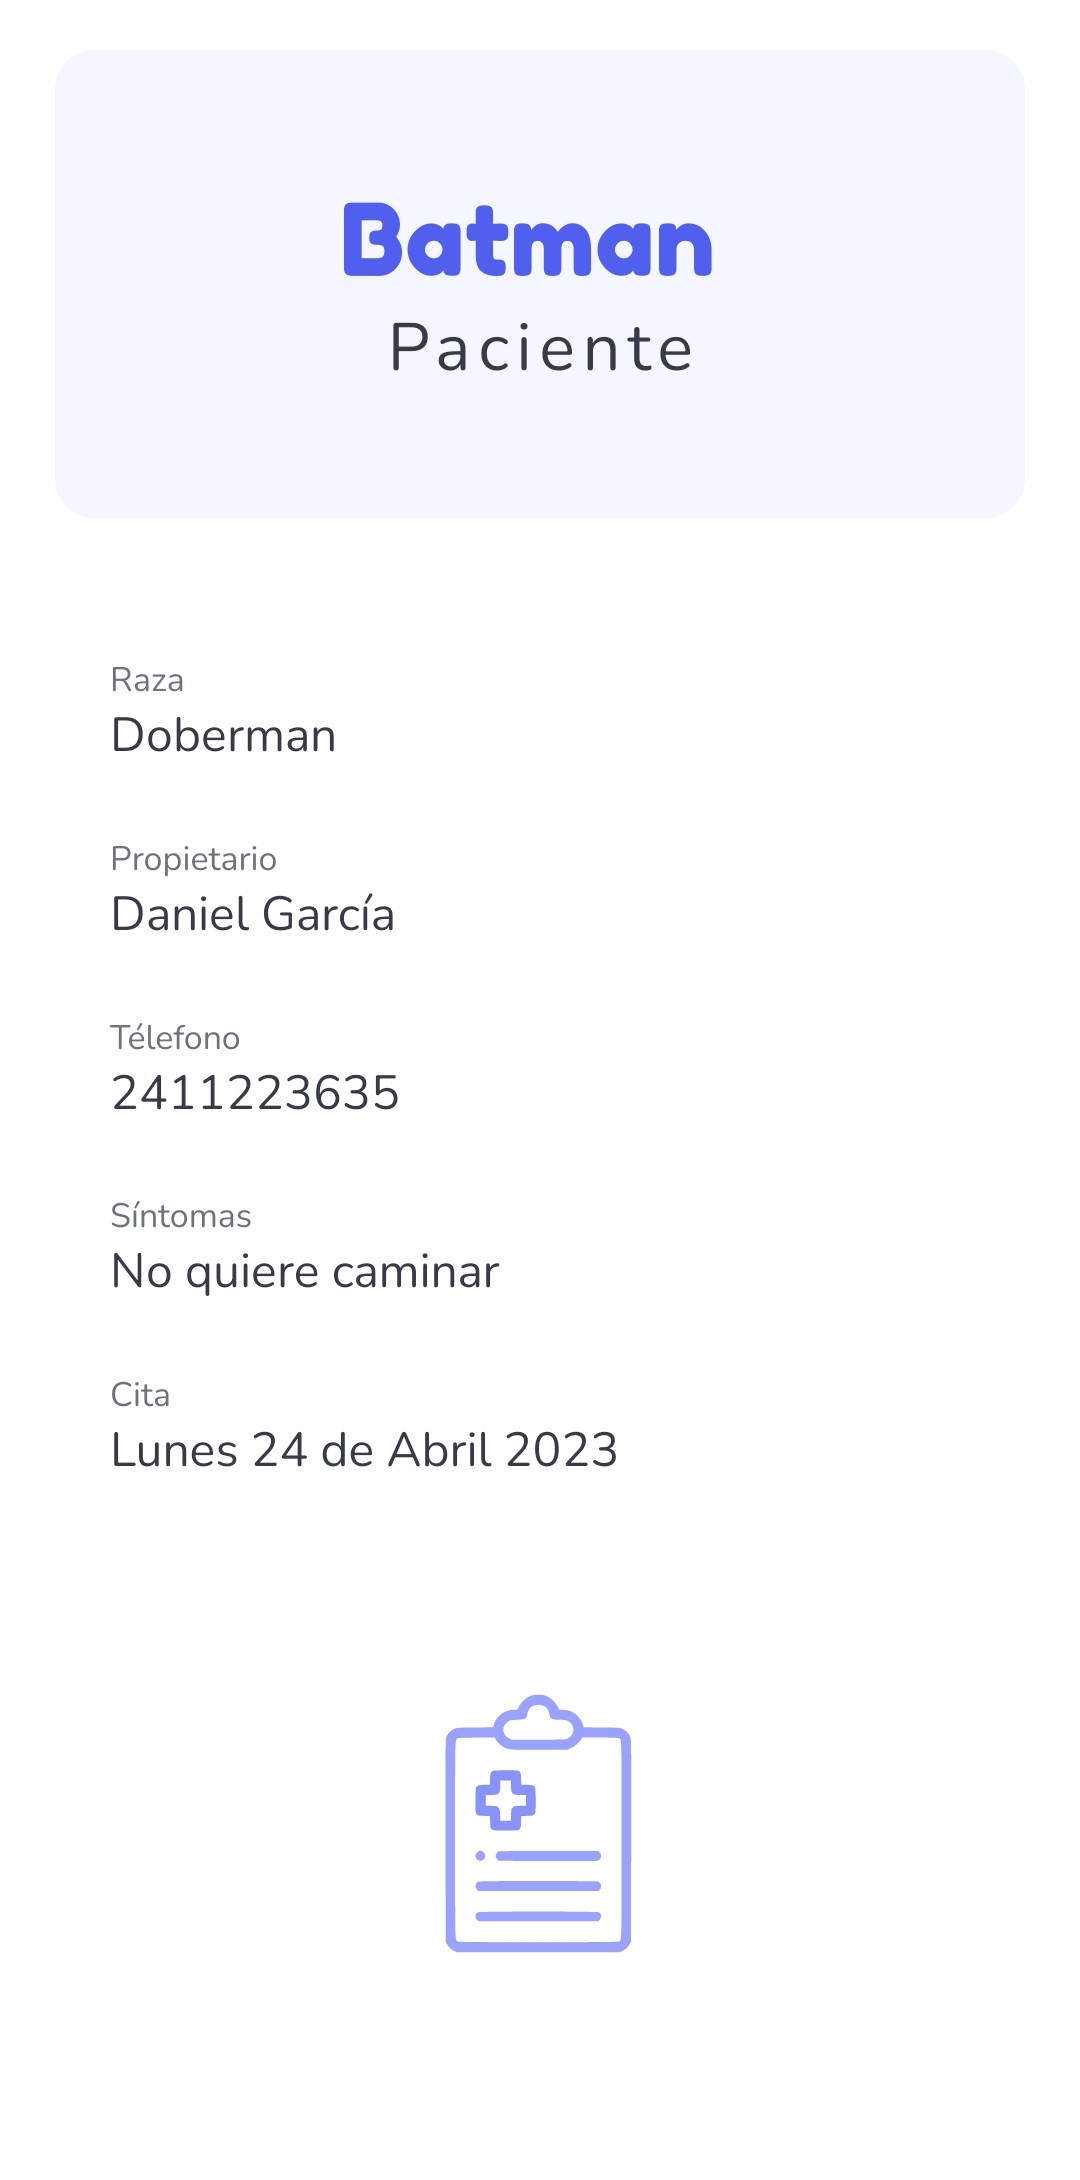 Batman
Paciente
Raza
Doberman
Propietario
Daniel García
Télefono
2411223635
Síntomas
No quiere caminar
Cita
Lunes 24 de Abril 2023